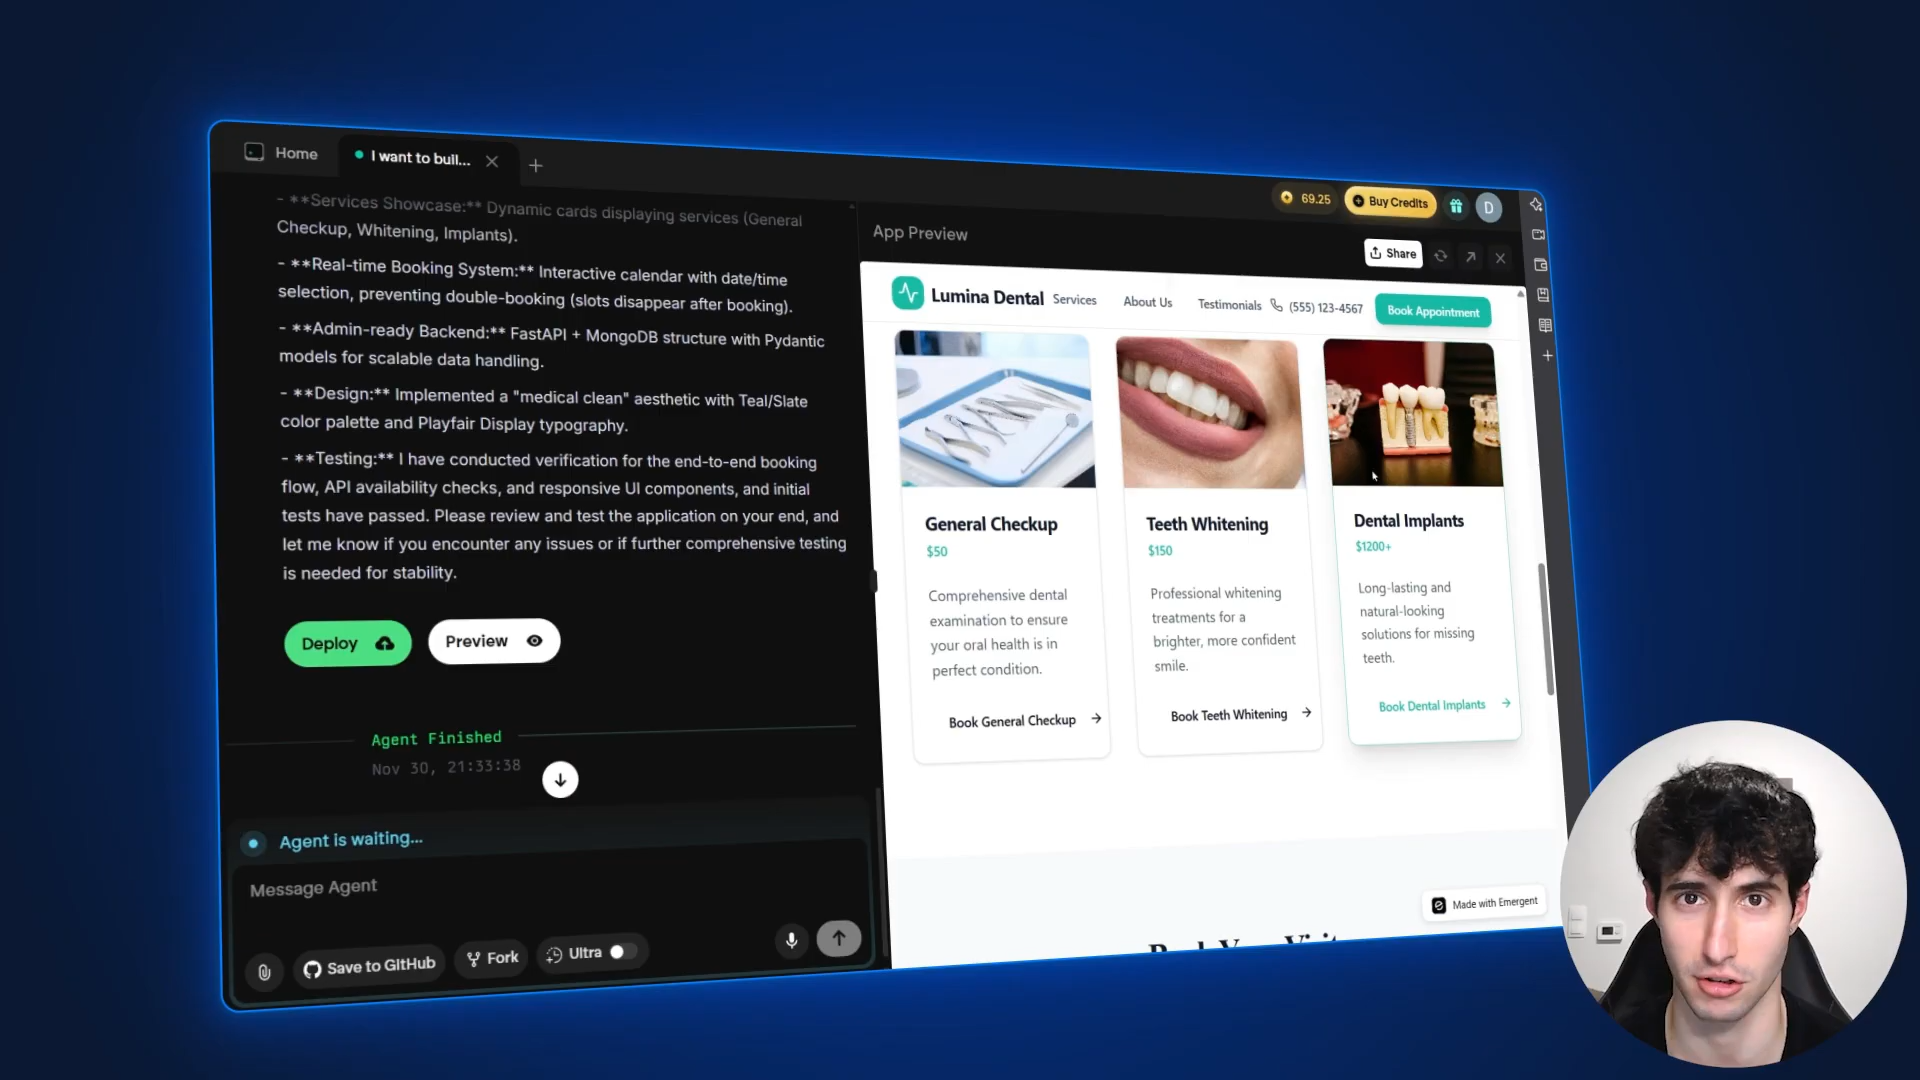 Home
I want to buil...
69.25
Buy Credits
D
- **Services Showcase:** Dynamic cards displaying services (General
Checkup, Whitening, Implants).
- **Real-time Booking System:** Interactive calendar with date/time
selection, preventing double-booking (slots disappear after booking).
- **Admin-ready Backend:** FastAPI + MongoDB structure with Pydantic
models for scalable data handling.
- **Design:** Implemented a "medical clean" aesthetic with Teal/Slate
color palette and Playfair Display typography.
- **Testing:** I have conducted verification for the end-to-end booking
flow, API availability checks, and responsive UI components, and initial
tests have passed. Please review and test the application on your end, and
let me know if you encounter any issues or if further comprehensive testing
is needed for stability.
Deploy
Preview
Agent Finished
Nov 30, 21:33:38
Agent is waiting...
Message Agent
Save to GitHub
Fork
Ultra
App Preview
Share
Lumina Dental
Services
About Us
Testimonials
(555) 123-4567
Book Appointment
General Checkup
$50
Comprehensive dental
examination to ensure
your oral health is in
perfect condition.
Book General Checkup
Teeth Whitening
$150
Professional whitening
treatments for a
brighter, more confident
smile.
Book Teeth Whitening
Dental Implants
$1200+
Long-lasting and
natural-looking
solutions for missing
teeth.
Book Dental Implants
Made with Emergent